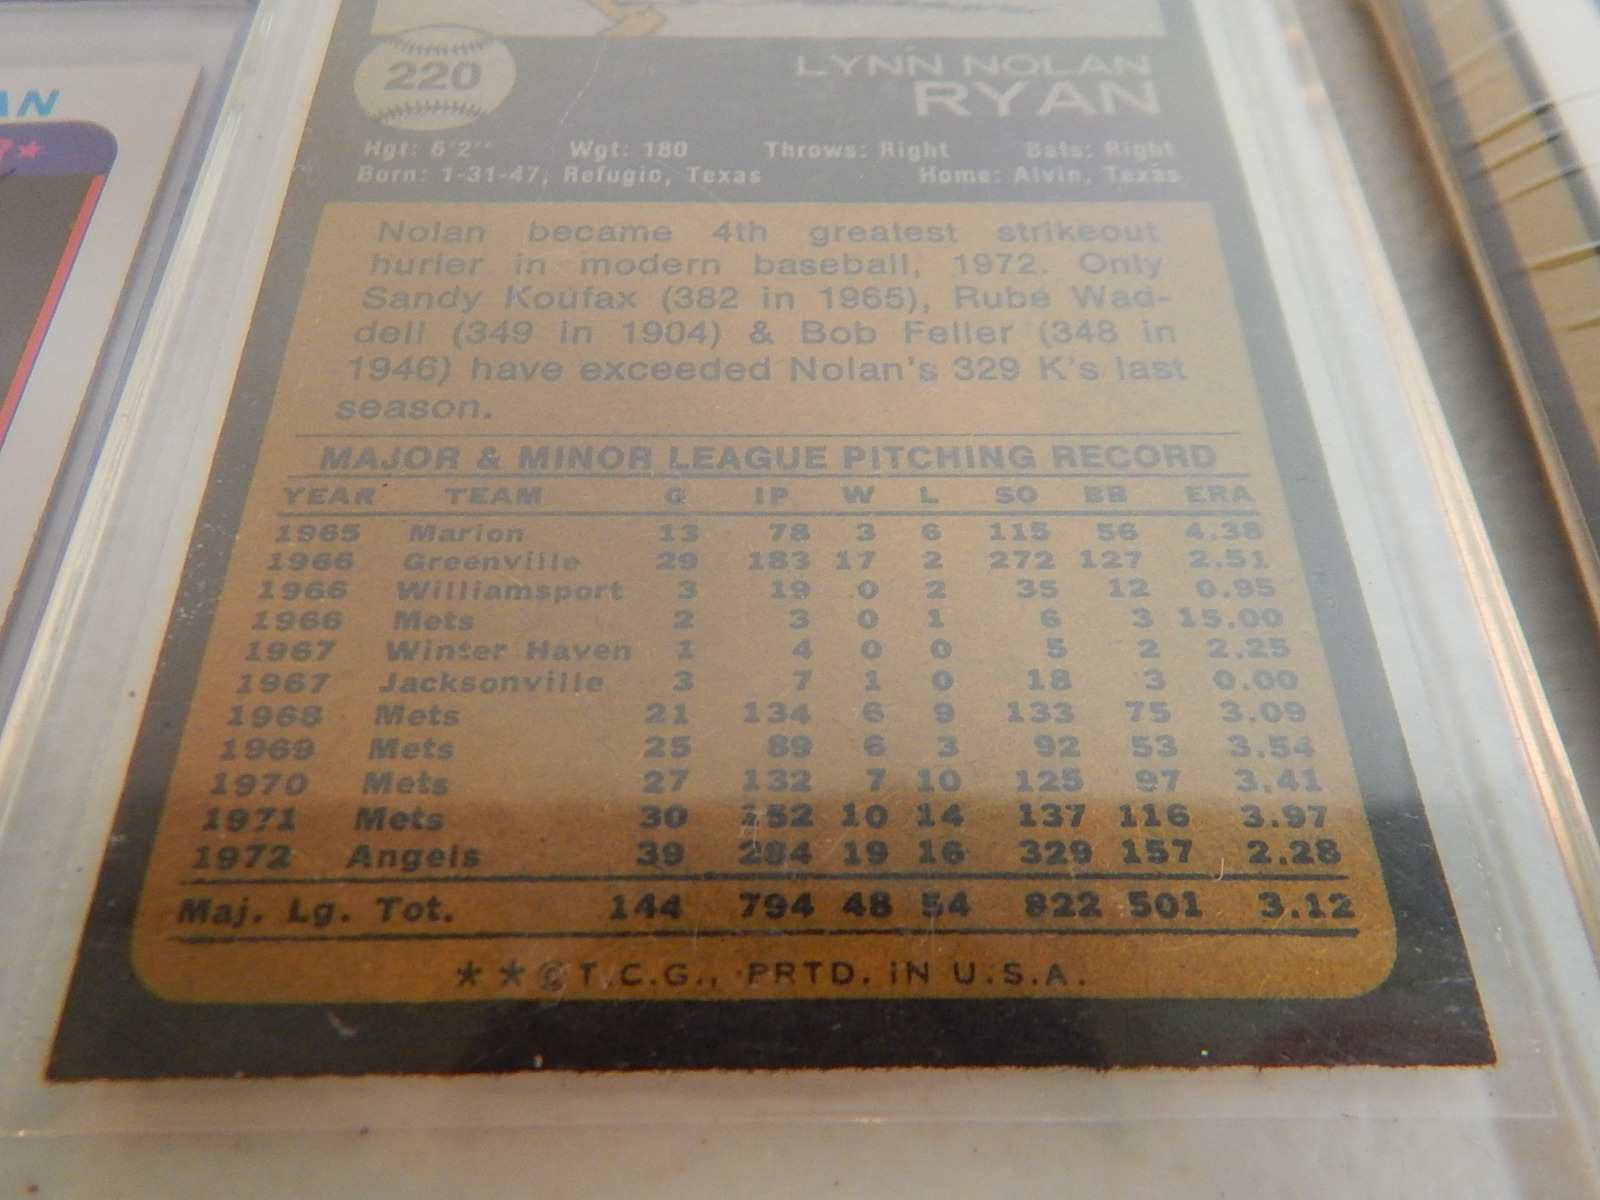 AN
7★
220
LYNN NOLAN
RYAN
Hgt: 6'2" Wgt: 180 Throws: Right Bats: Right
Born: 1-31-47, Refugio, Texas Home: Alvin, Texas
Nolan became 4th greatest strikeout
hurler in modern baseball, 1972. Only
Sandy Koufax (382 in 1965), Rube Wad-
dell (349 in 1904) & Bob Feller (348 in
1946) have exceeded Nolan's 329 K's last
season.
MAJOR & MINOR LEAGUE PITCHING RECORD
YEAR TEAM G IP W L SO BB ERA
1965 Marion 13 78 3 6 115 56 4.38
1966 Greenville 29 183 17 2 272 127 2.51
1966 Williamsport 3 19 0 2 35 12 0.95
1966 Mets 2 3 0 1 6 3 15.00
1967 Winter Haven 1 4 0 0 5 2 2.25
1967 Jacksonville 3 7 1 0 18 3 0.00
1968 Mets 21 134 6 9 133 75 3.09
1969 Mets 25 89 6 3 92 53 3.54
1970 Mets 27 132 7 10 125 97 3.41
1971 Mets 30 152 10 14 137 116 3.97
1972 Angels 39 284 19 16 329 157 2.28
Maj. Lg. Tot. 144 794 48 54 822 501 3.12
★ ★ © T.C.G., PRTD. IN U.S.A.